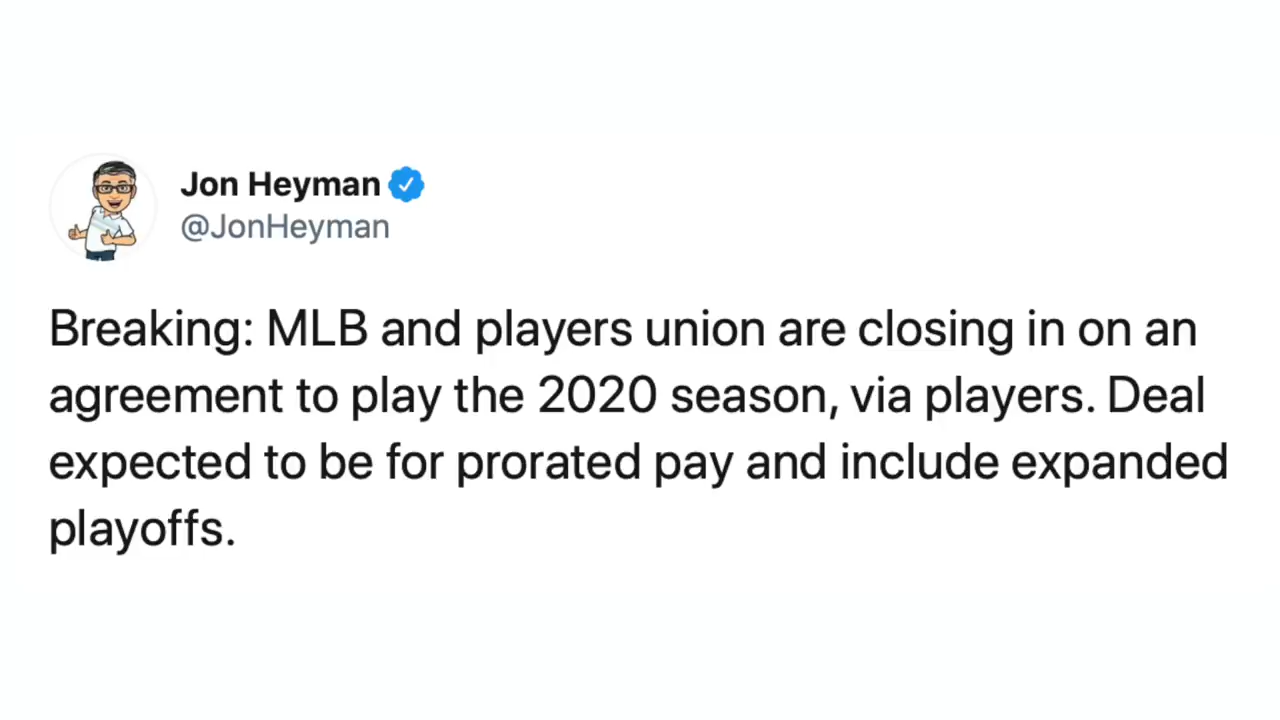 Jon Heyman
@JonHeyman
Breaking: MLB and players union are closing in on an
agreement to play the 2020 season, via players. Deal
expected to be for prorated pay and include expanded
playoffs.